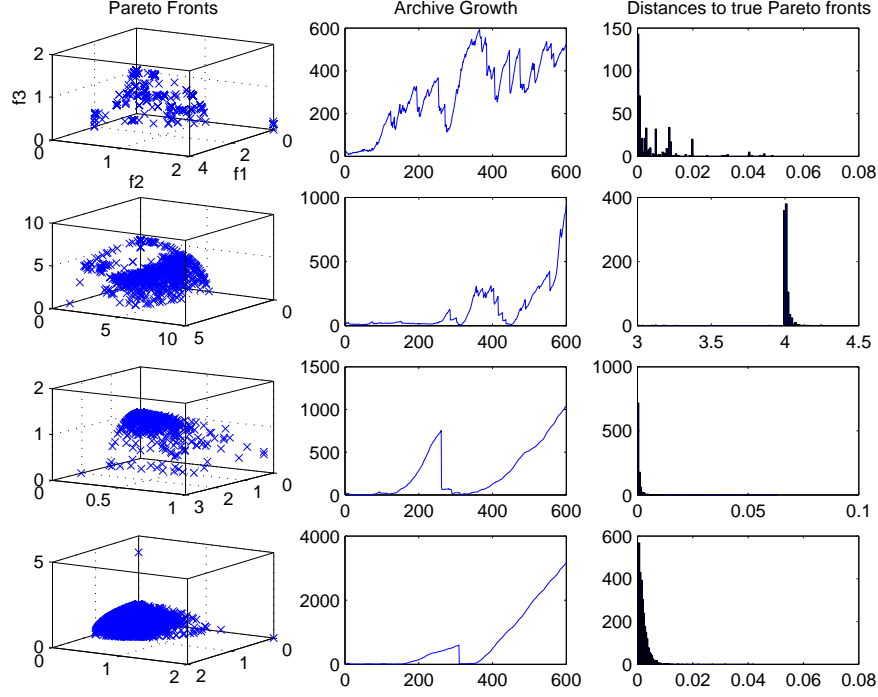 Pareto Fronts Archive Growth Distances to true Pareto fronts
2 600 150
1 400 100
f3 200 50
0 0 0
0 1 2 4 2 0 0 200 400 600 0 0.02 0.04 0.06 0.08
f2 f1
10 1000 400
5 500 200
0 0 0
0 5 10 5 0 0 200 400 600 3 3.5 4 4.5
2 1500 1000
1 1000 500
500
0 0 0
0 0.5 1 3 2 1 0 0 200 400 600 0 0.05 0.1
5 4000 600
400
2000 200
0 0 0
0 1 2 2 1 0 0 200 400 600 0 0.02 0.04 0.06 0.08